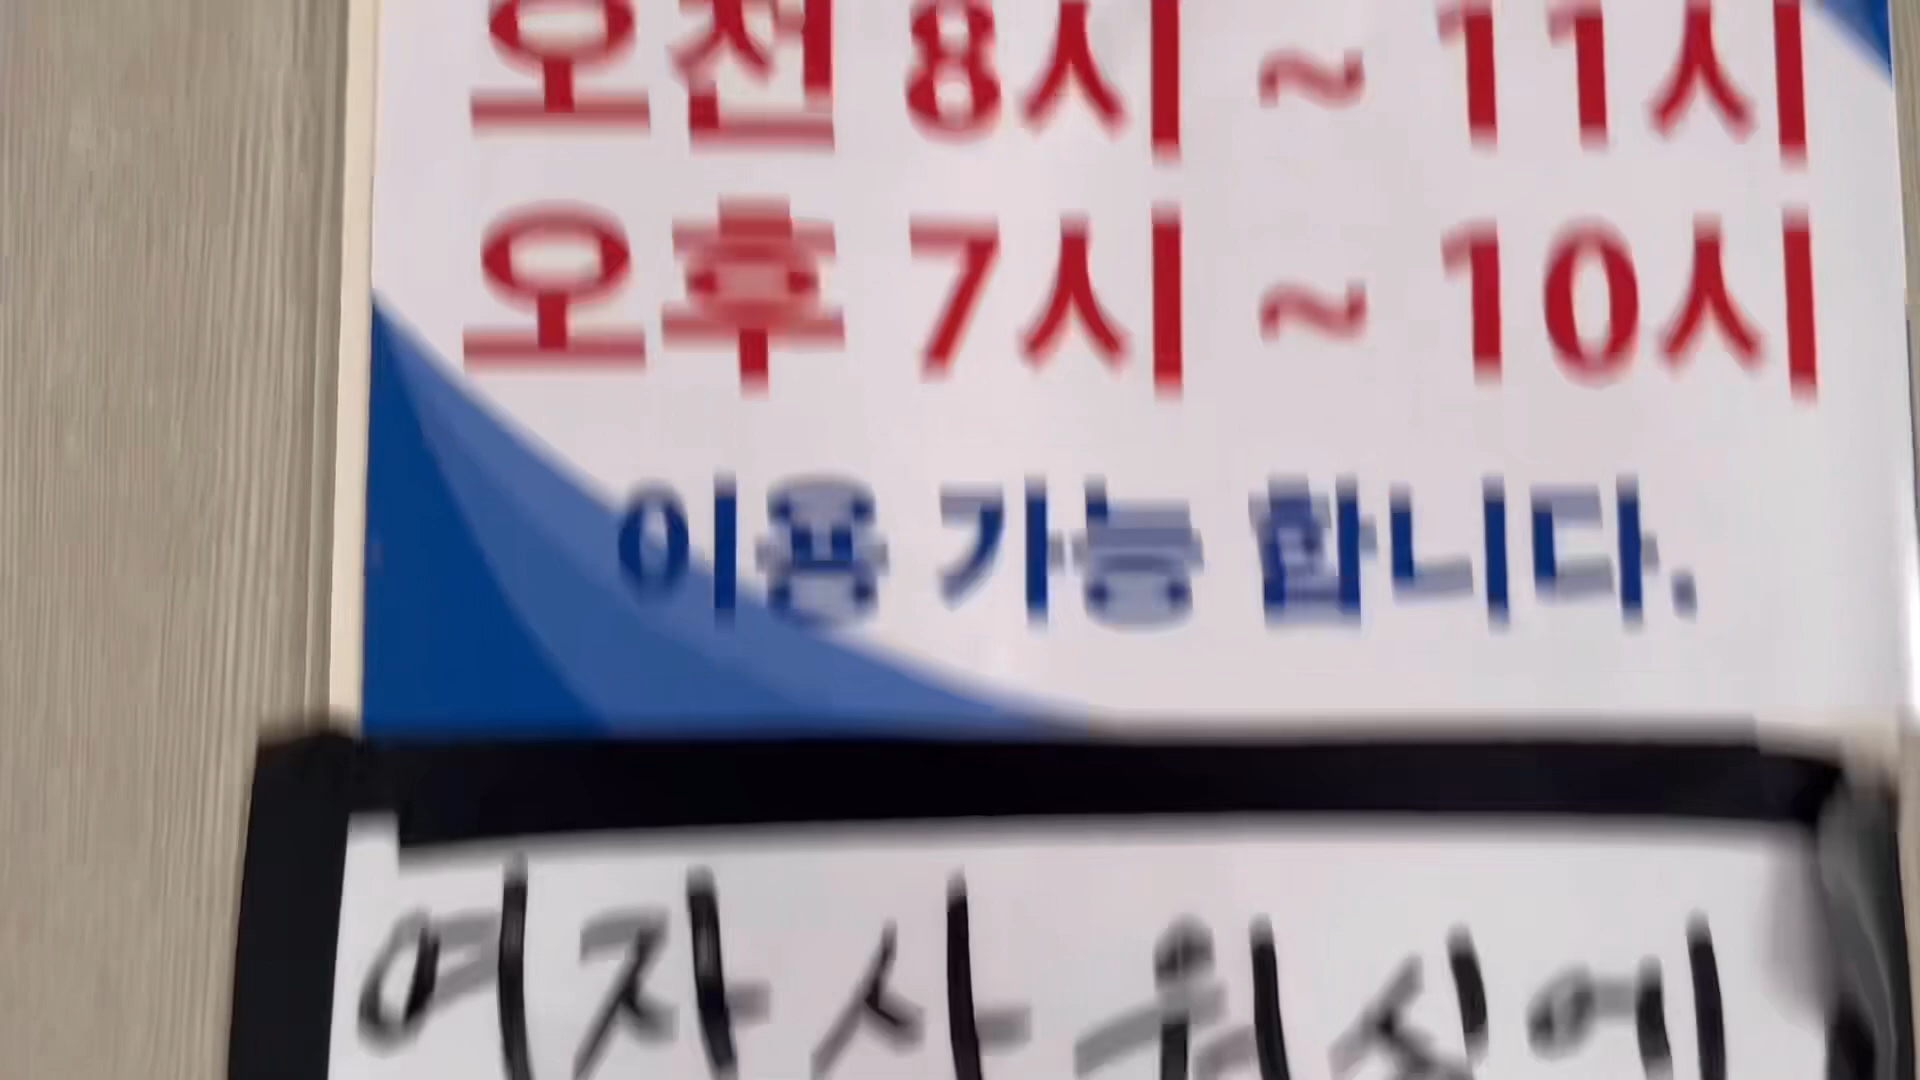 오전 8시 ~ 11시
오후 7시 ~ 10시
이용 가능 합니다.
여자 사워실에